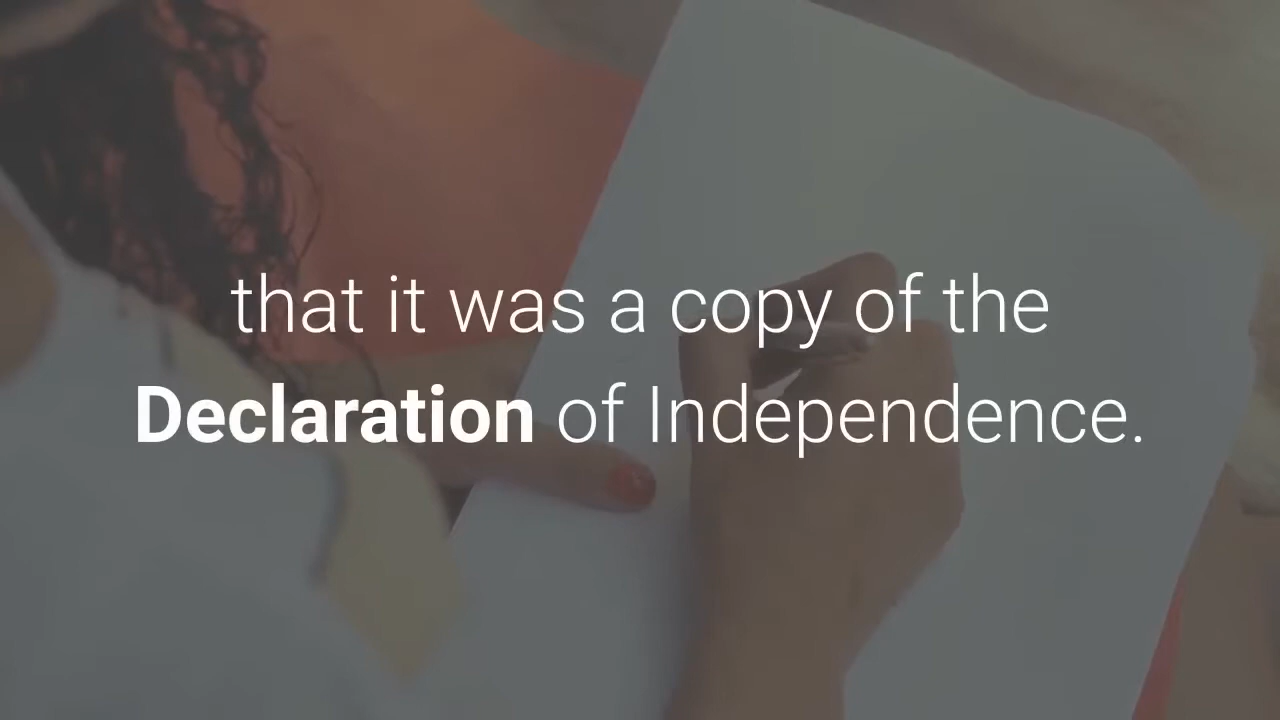 that it was a copy of the
Declaration of Independence.